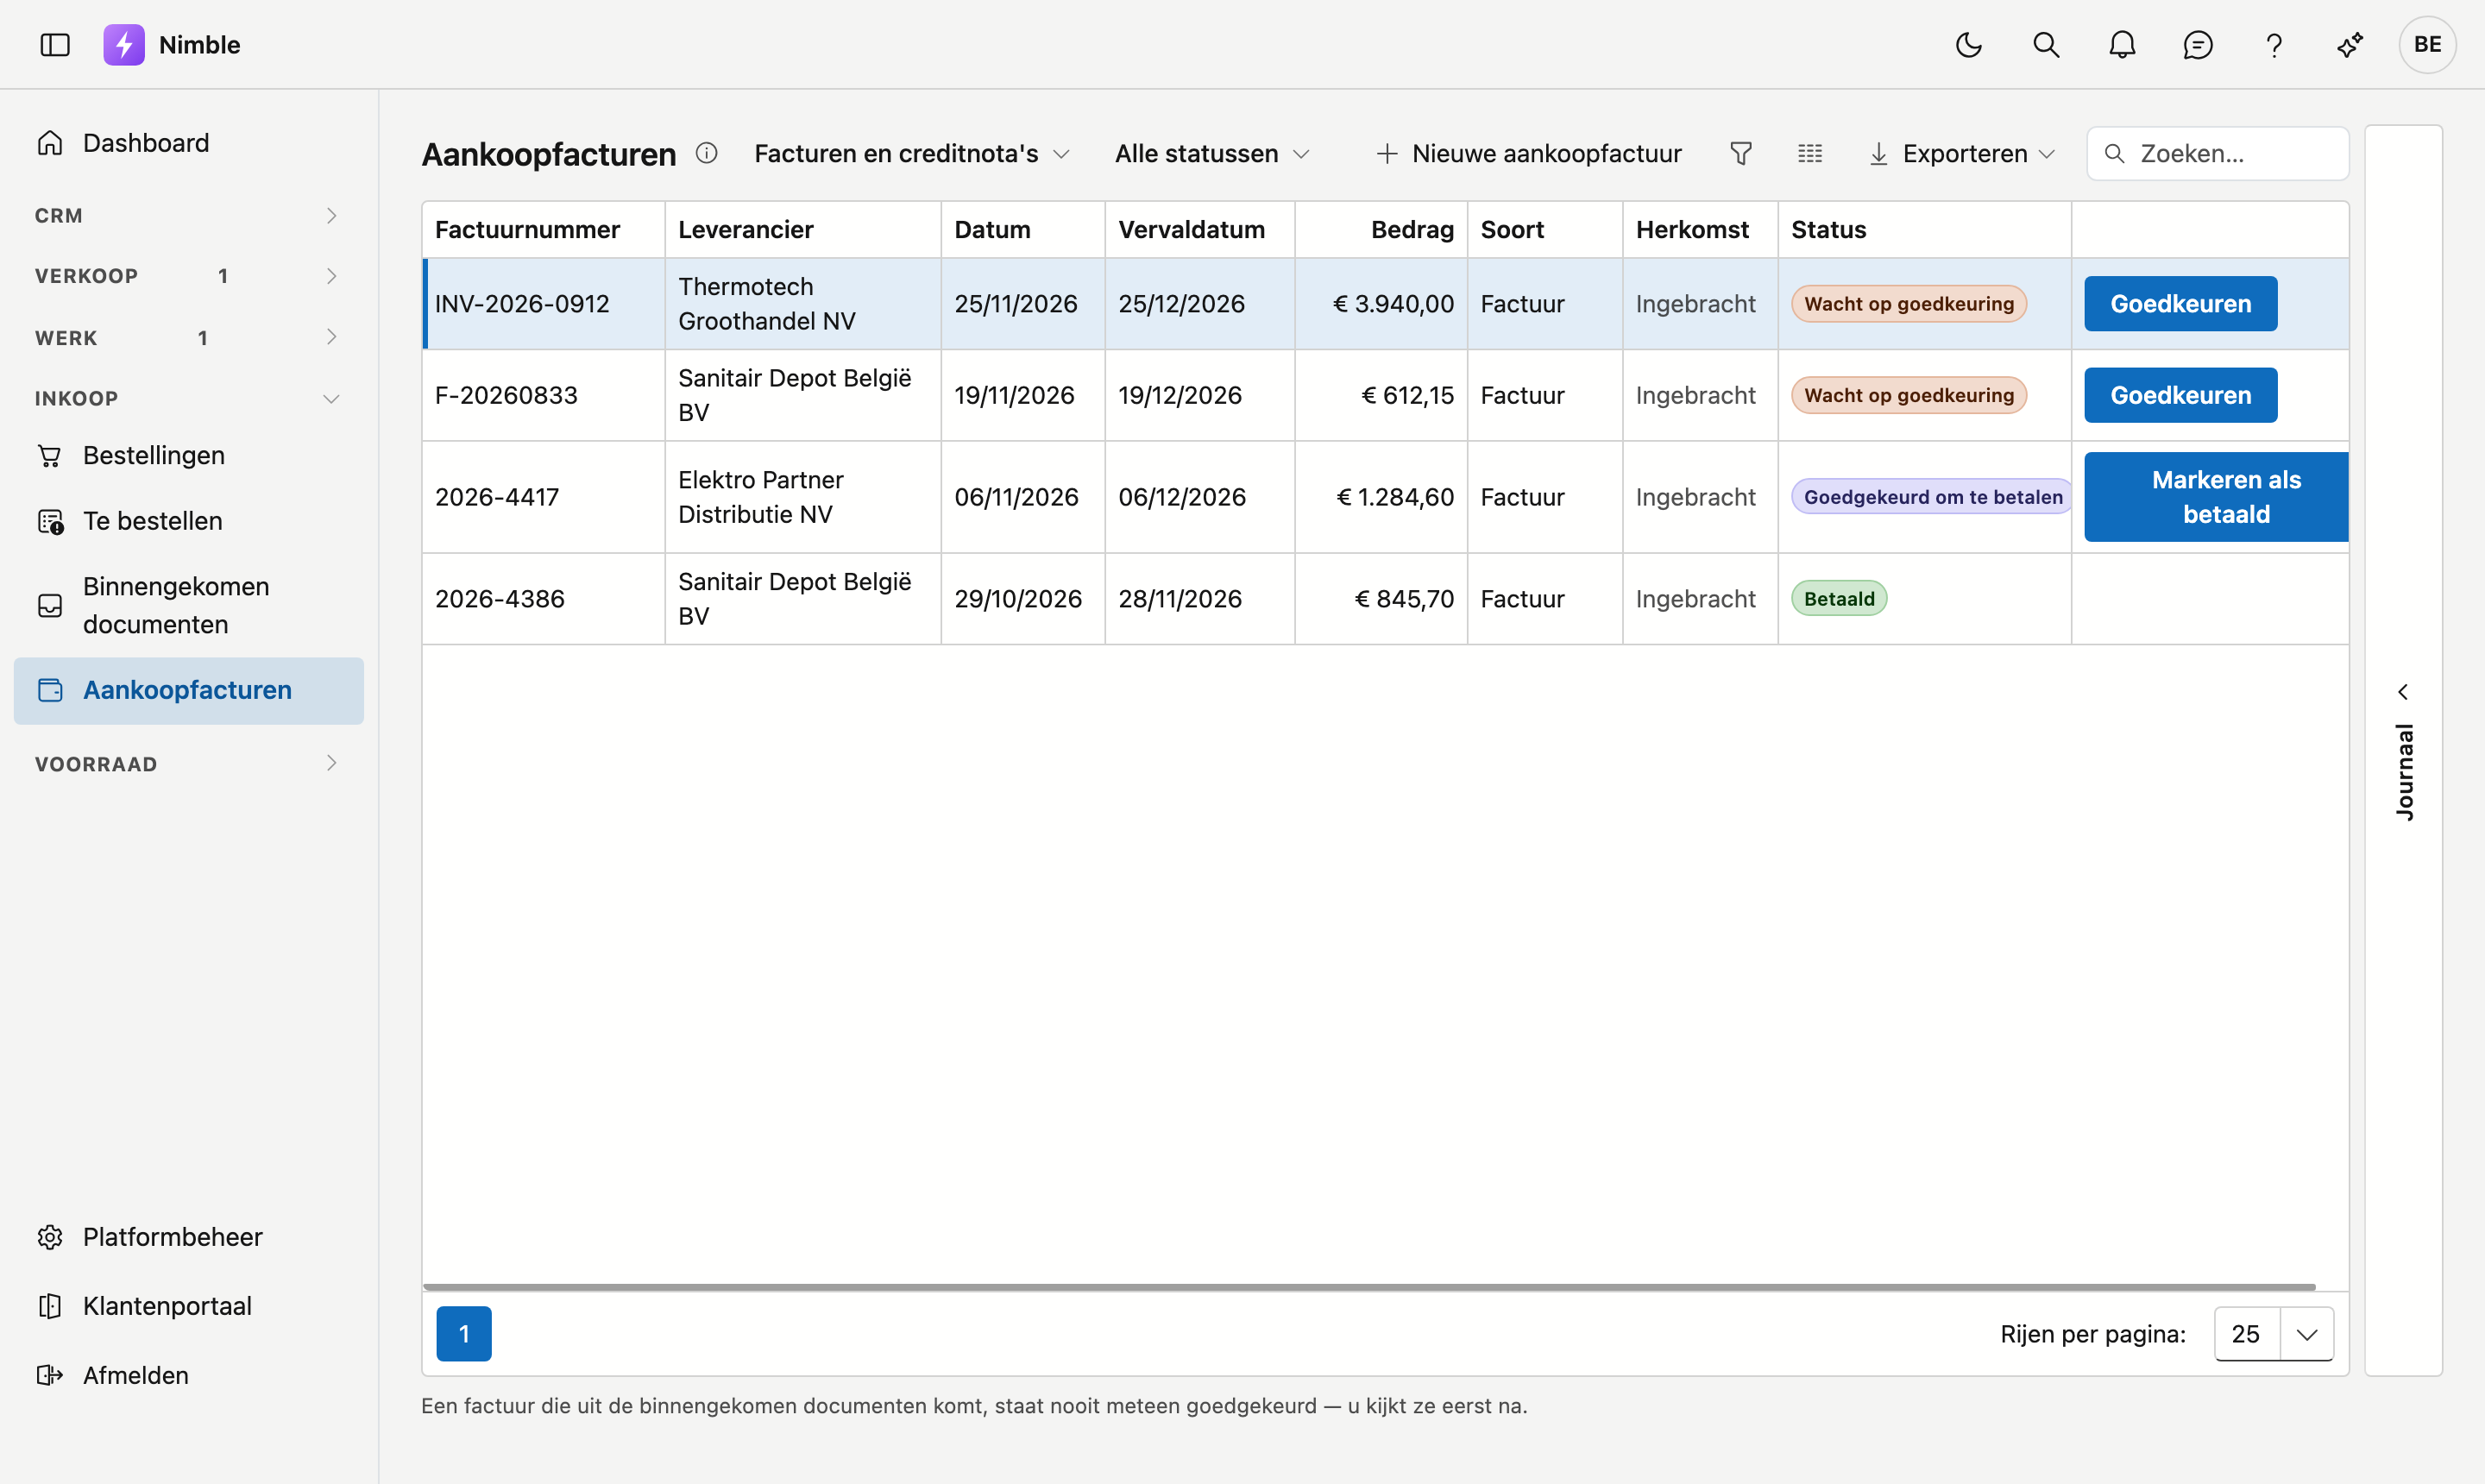 Nimble
BE
Dashboard
CRM
VERKOOP 1
WERK 1
INKOOP
Bestellingen
Te bestellen
Binnengekomen
documenten
Aankoopfacturen
VOORRAAD
Platformbeheer
Klantenportaal
Afmelden
Aankoopfacturen Facturen en creditnota's Alle statussen Nieuwe aankoopfactuur Exporteren Zoeken...
Factuurnummer Leverancier Datum Vervaldatum Bedrag Soort Herkomst Status
INV-2026-0912 Thermotech Groothandel NV 25/11/2026 25/12/2026 € 3.940,00 Factuur Ingebracht Wacht op goedkeuring Goedkeuren
F-20260833 Sanitair Depot België BV 19/11/2026 19/12/2026 € 612,15 Factuur Ingebracht Wacht op goedkeuring Goedkeuren
2026-4417 Elektro Partner Distributie NV 06/11/2026 06/12/2026 € 1.284,60 Factuur Ingebracht Goedgekeurd om te betalen Markeren als betaald
2026-4386 Sanitair Depot België BV 29/10/2026 28/11/2026 € 845,70 Factuur Ingebracht Betaald
1 Rijen per pagina: 25
Een factuur die uit de binnengekomen documenten komt, staat nooit meteen goedgekeurd — u kijkt ze eerst na.
Journaal